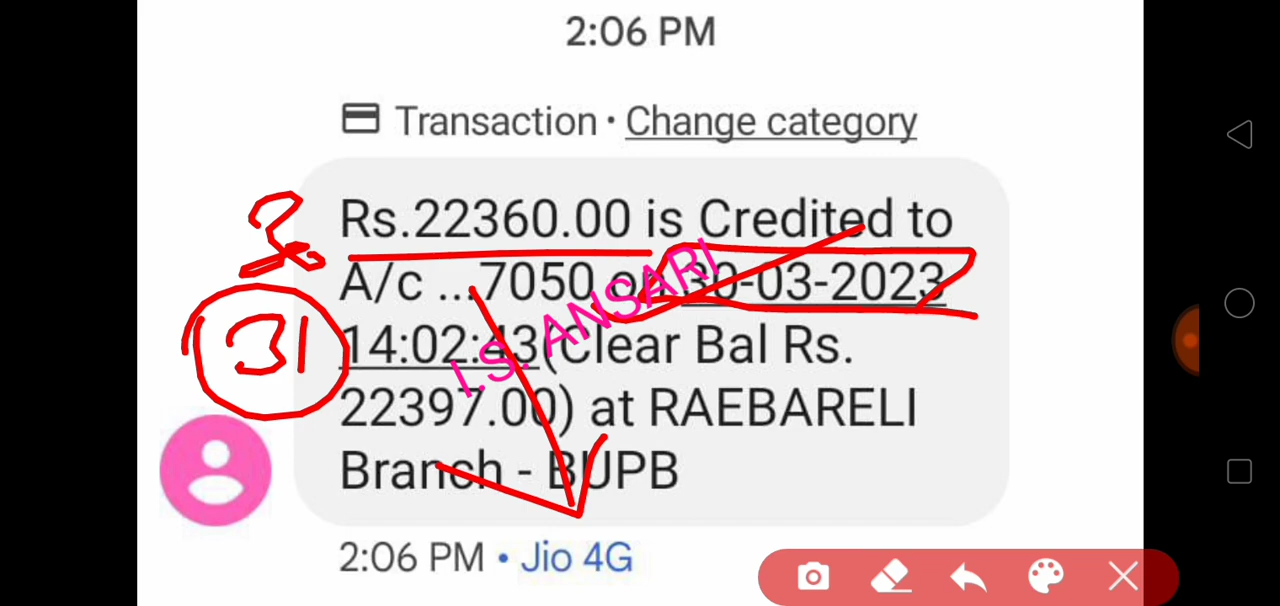 2:06 PM
Transaction • Change category
Rs.22360.00 is Credited to
A/c ...7050 on 30-03-2023
14:02:43(Clear Bal Rs.
22397.00) at RAEBARELI
Branch - BUPB
I.S. ANSARI
31
2:06 PM • Jio 4G